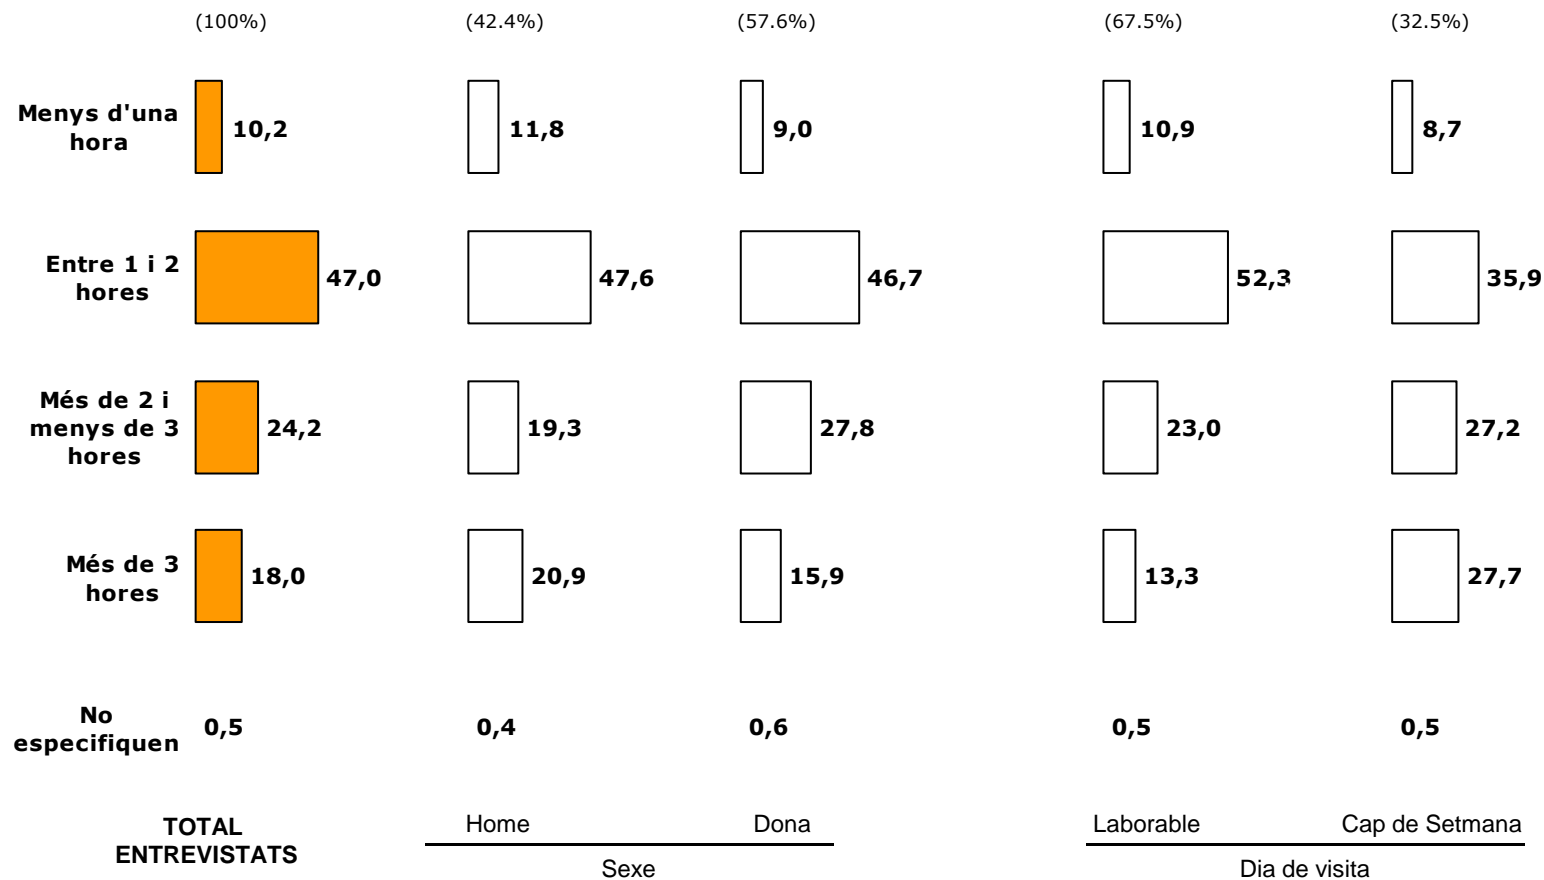 (100%) (42.4%) (57.6%) (67.5%) (32.5%)
Menys d'una
hora
10,2 11,8 9,0 10,9 8,7
Entre 1 i 2
hores
47,0 47,6 46,7 52,3 35,9
Més de 2 i
menys de 3
hores
24,2 19,3 27,8 23,0 27,2
Més de 3
hores
18,0 20,9 15,9 13,3 27,7
No
especifiquen
0,5 0,4 0,6 0,5 0,5
TOTAL
ENTREVISTATS
Home Dona Laborable Cap de Setmana
Sexe Dia de visita